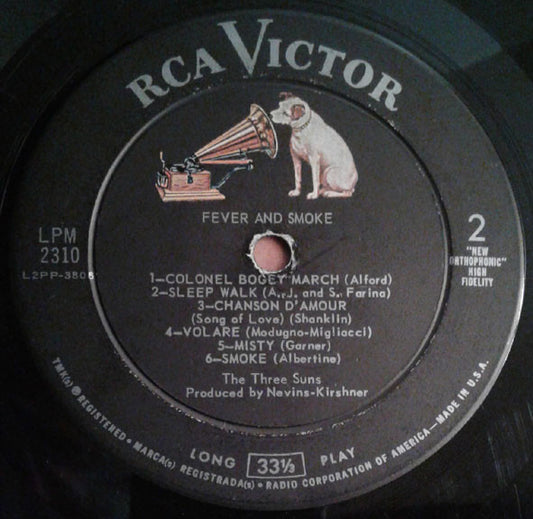 RCA VICTOR
FEVER AND SMOKE
LPM
2310
2
"NEW
ORTHOPHONIC"
HIGH
FIDELITY
1—COLONEL BOGEY MARCH (Alford)
2—SLEEP WALK (A., J. and S. Farina)
3—CHANSON D'AMOUR
(Song of Love) (Shanklin)
4—VOLARE (Modugno-Migliacci)
5—MISTY (Garner)
6—SMOKE (Albertine)
The Three Suns
Produced by Nevins-Kirshner
LONG 33⅓ PLAY
TMK(s) ® REGISTERED • MARCA(s) REGISTRADA(s) • RADIO CORPORATION OF AMERICA—MADE IN U.S.A.